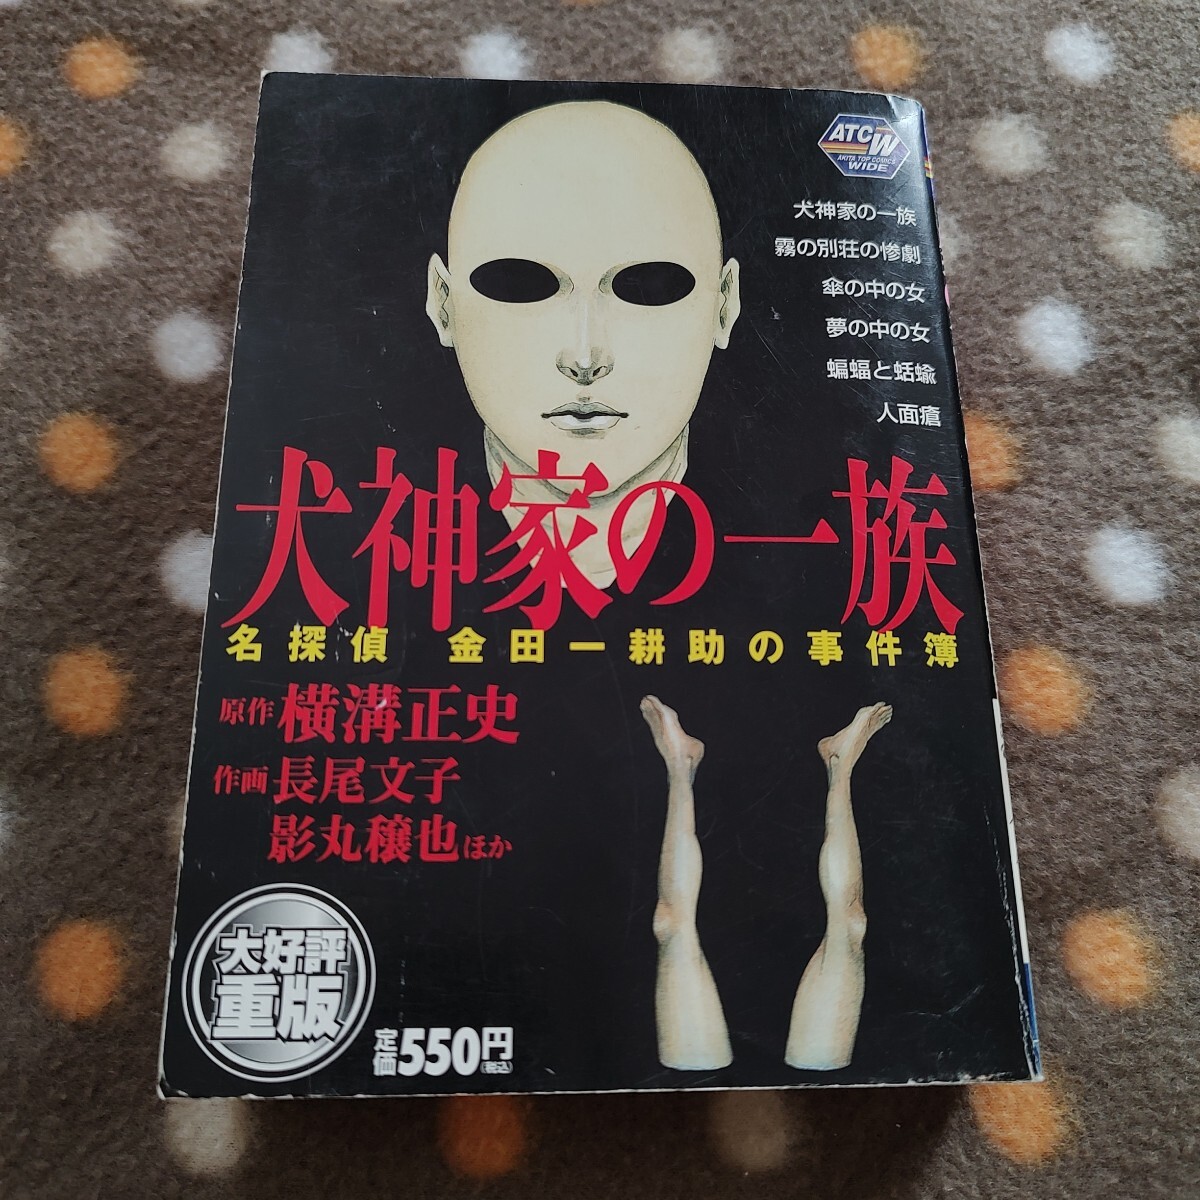 ATCW
AKITA TOP COMICS
WIDE
犬神家の一族
霧の別荘の惨劇
傘の中の女
夢の中の女
蝙蝠と蛞蝓
人面瘡
犬神家の一族
名探偵 金田一耕助の事件簿
原作 横溝正史
作画 長尾文子
影丸穣也ほか
大好評
重版
定価550円(税込)